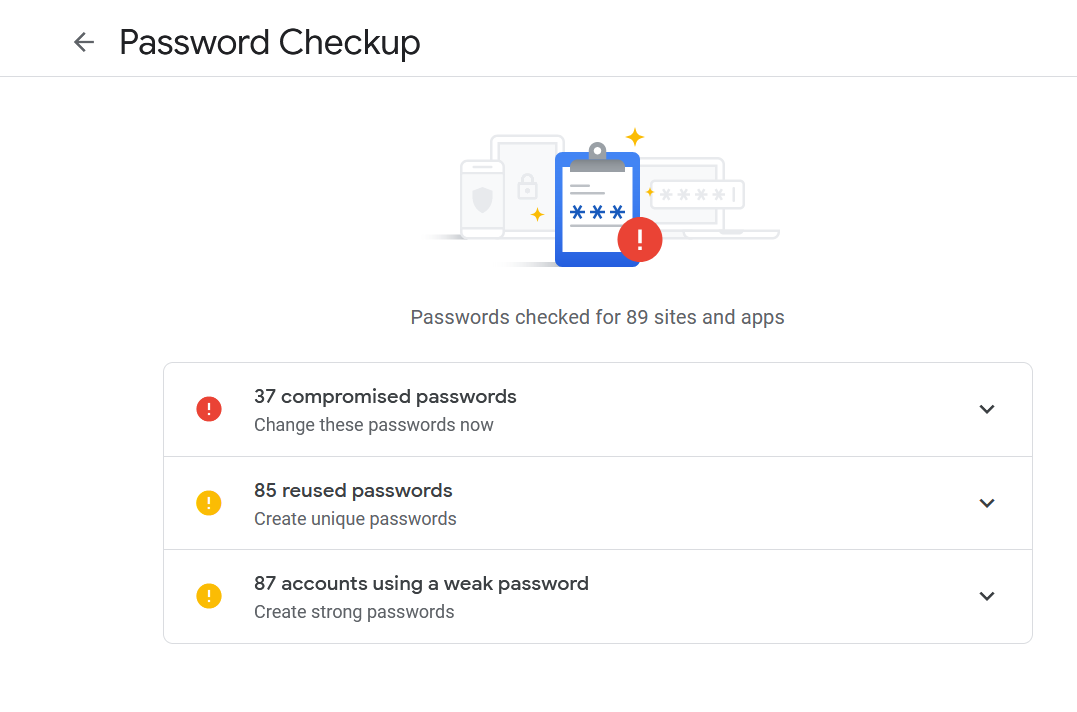 Password Checkup
Passwords checked for 89 sites and apps
37 compromised passwords
Change these passwords now
85 reused passwords
Create unique passwords
87 accounts using a weak password
Create strong passwords